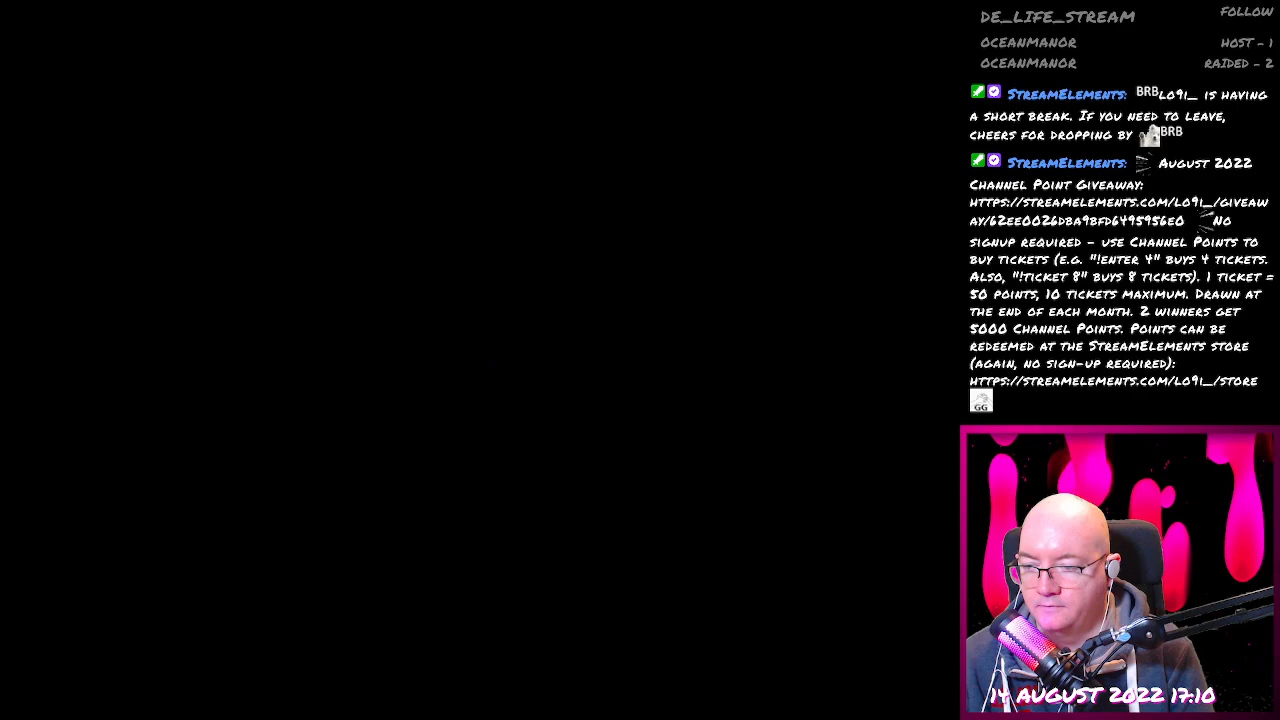 DE_LIFE_STREAM FOLLOW
OCEANMANOR HOST - 1
OCEANMANOR RAIDED - 2
StreamElements: BRB LO91_ IS HAVING
A SHORT BREAK. IF YOU NEED TO LEAVE,
CHEERS FOR DROPPING BY BRB
StreamElements: AUGUST 2022
CHANNEL POINT GIVEAWAY:
HTTPS://STREAMELEMENTS.COM/LO91_/GIVEAW
AY/62EE0026DBA9BFD6495956E0 NO
SIGNUP REQUIRED - USE CHANNEL POINTS TO
BUY TICKETS (E.G. "!ENTER 4" BUYS 4 TICKETS.
ALSO, "!TICKET 8" BUYS 8 TICKETS). 1 TICKET =
50 POINTS, 10 TICKETS MAXIMUM. DRAWN AT
THE END OF EACH MONTH. 2 WINNERS GET
5000 CHANNEL POINTS. POINTS CAN BE
REDEEMED AT THE STREAMELEMENTS STORE
(AGAIN, NO SIGN-UP REQUIRED):
HTTPS://STREAMELEMENTS.COM/LO91_/STORE
GG
14 AUGUST 2022 17:10